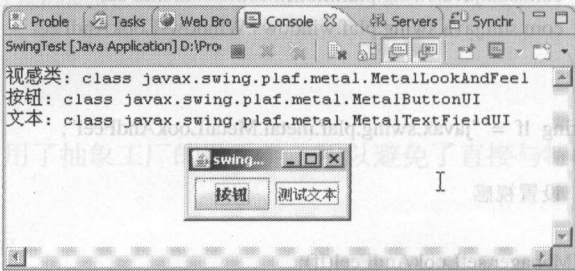 Proble Tasks Web Bro Console Servers Synchr
SwingTest [Java Application] D:\Pro
视感类: class javax.swing.plaf.metal.MetalLookAndFeel
按钮: class javax.swing.plaf.metal.MetalButtonUI
文本: class javax.swing.plaf.metal.MetalTextFieldUI
swing...
按钮 测试文本